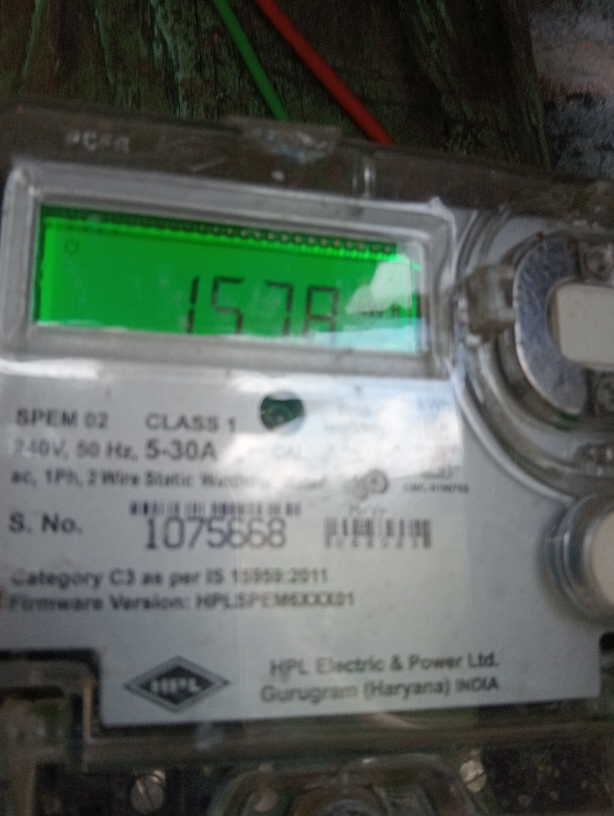 1578
SPEM 02 CLASS 1
240V, 50 Hz, 5-30A
ac, 1Ph, 2 Wire Static
S. No. 1075668
Category C3 as per IS 15959:2011
Firmware Version: HPLSPEM6XXX01
HPL
HPL Electric & Power Ltd.
Gurugram (Haryana) INDIA